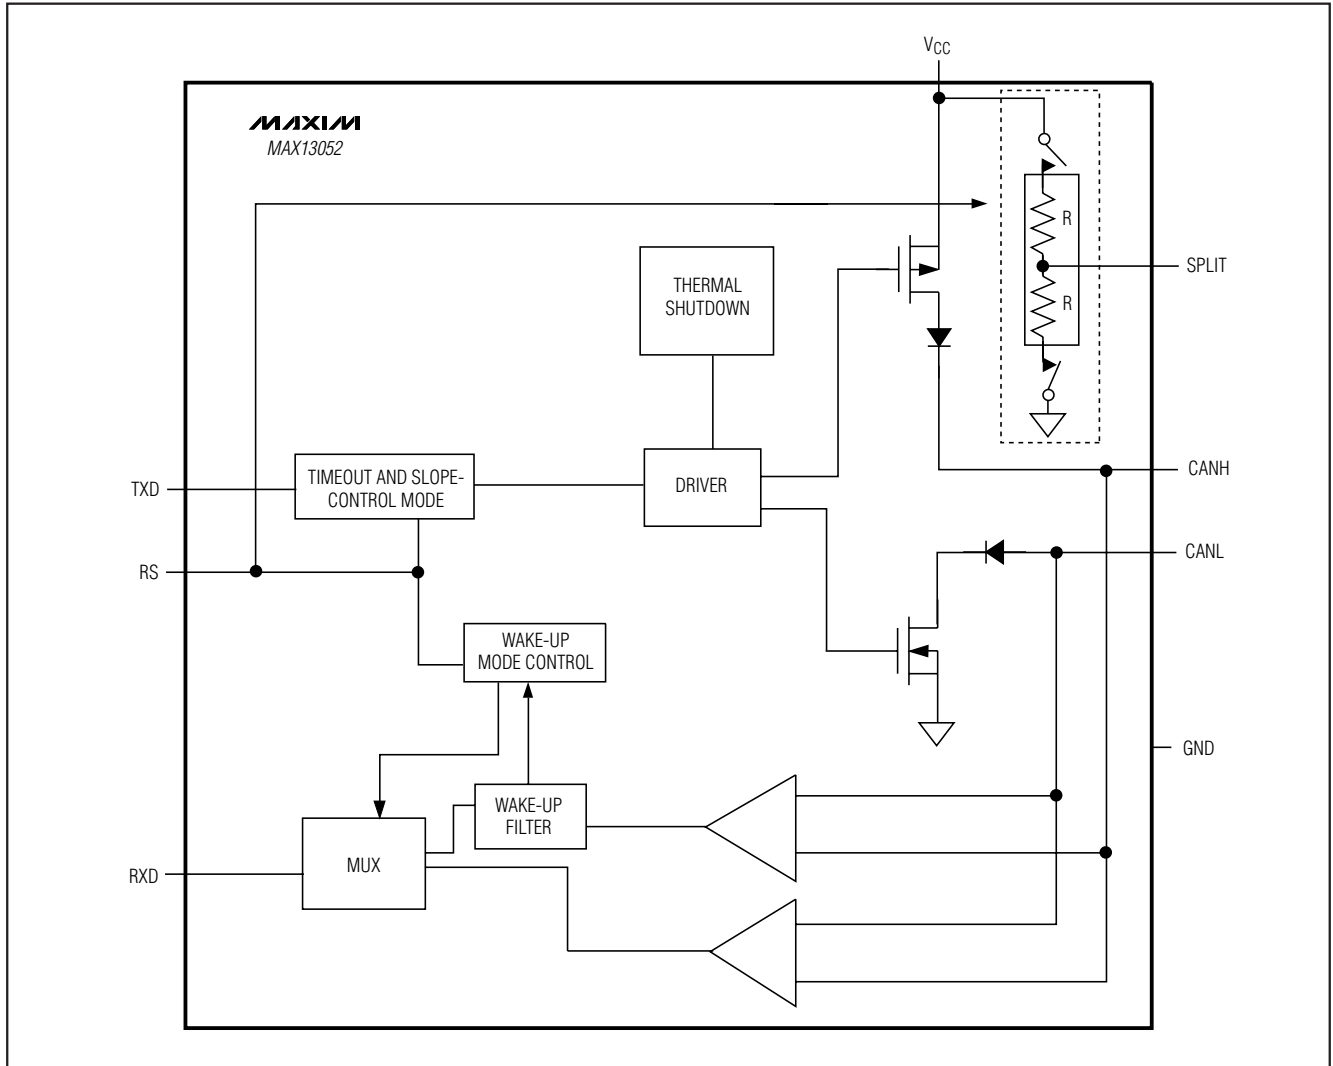 VCC
MAXIM
MAX13052
R
THERMAL
SHUTDOWN
SPLIT
R
TIMEOUT AND SLOPE-
CONTROL MODE
DRIVER
CANH
TXD
CANL
RS
WAKE-UP
MODE CONTROL
GND
WAKE-UP
FILTER
MUX
RXD